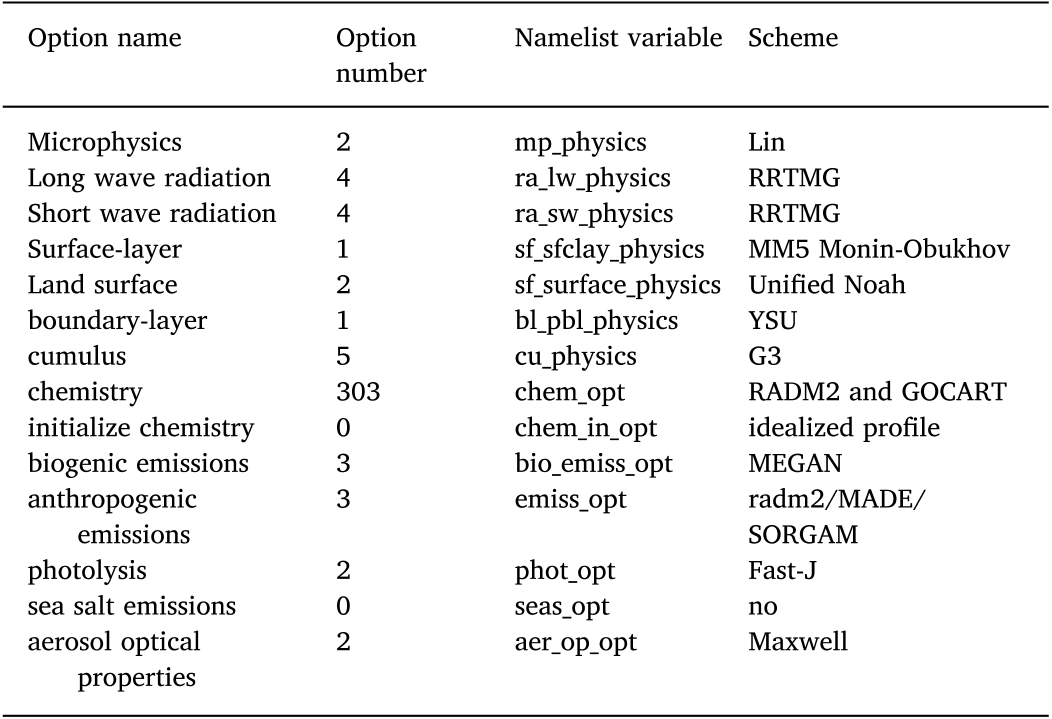 Option name Option number Namelist variable Scheme
Microphysics 2 mp_physics Lin
Long wave radiation 4 ra_lw_physics RRTMG
Short wave radiation 4 ra_sw_physics RRTMG
Surface-layer 1 sf_sfclay_physics MM5 Monin-Obukhov
Land surface 2 sf_surface_physics Unified Noah
boundary-layer 1 bl_pbl_physics YSU
cumulus 5 cu_physics G3
chemistry 303 chem_opt RADM2 and GOCART
initialize chemistry 0 chem_in_opt idealized profile
biogenic emissions 3 bio_emiss_opt MEGAN
anthropogenic 3 emiss_opt radm2/MADE/
emissions SORGAM
photolysis 2 phot_opt Fast-J
sea salt emissions 0 seas_opt no
aerosol optical 2 aer_op_opt Maxwell
properties